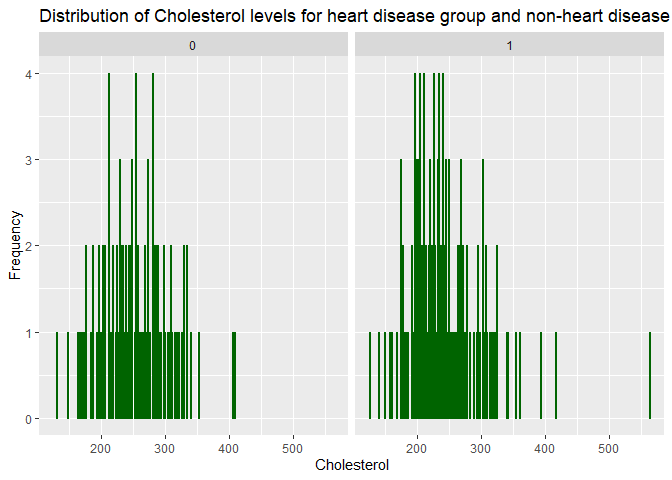 Distribution of Cholesterol levels for heart disease group and non-heart disease
0 1
4
3
2
1
0
Frequency
200 300 400 500 200 300 400 500
Cholesterol